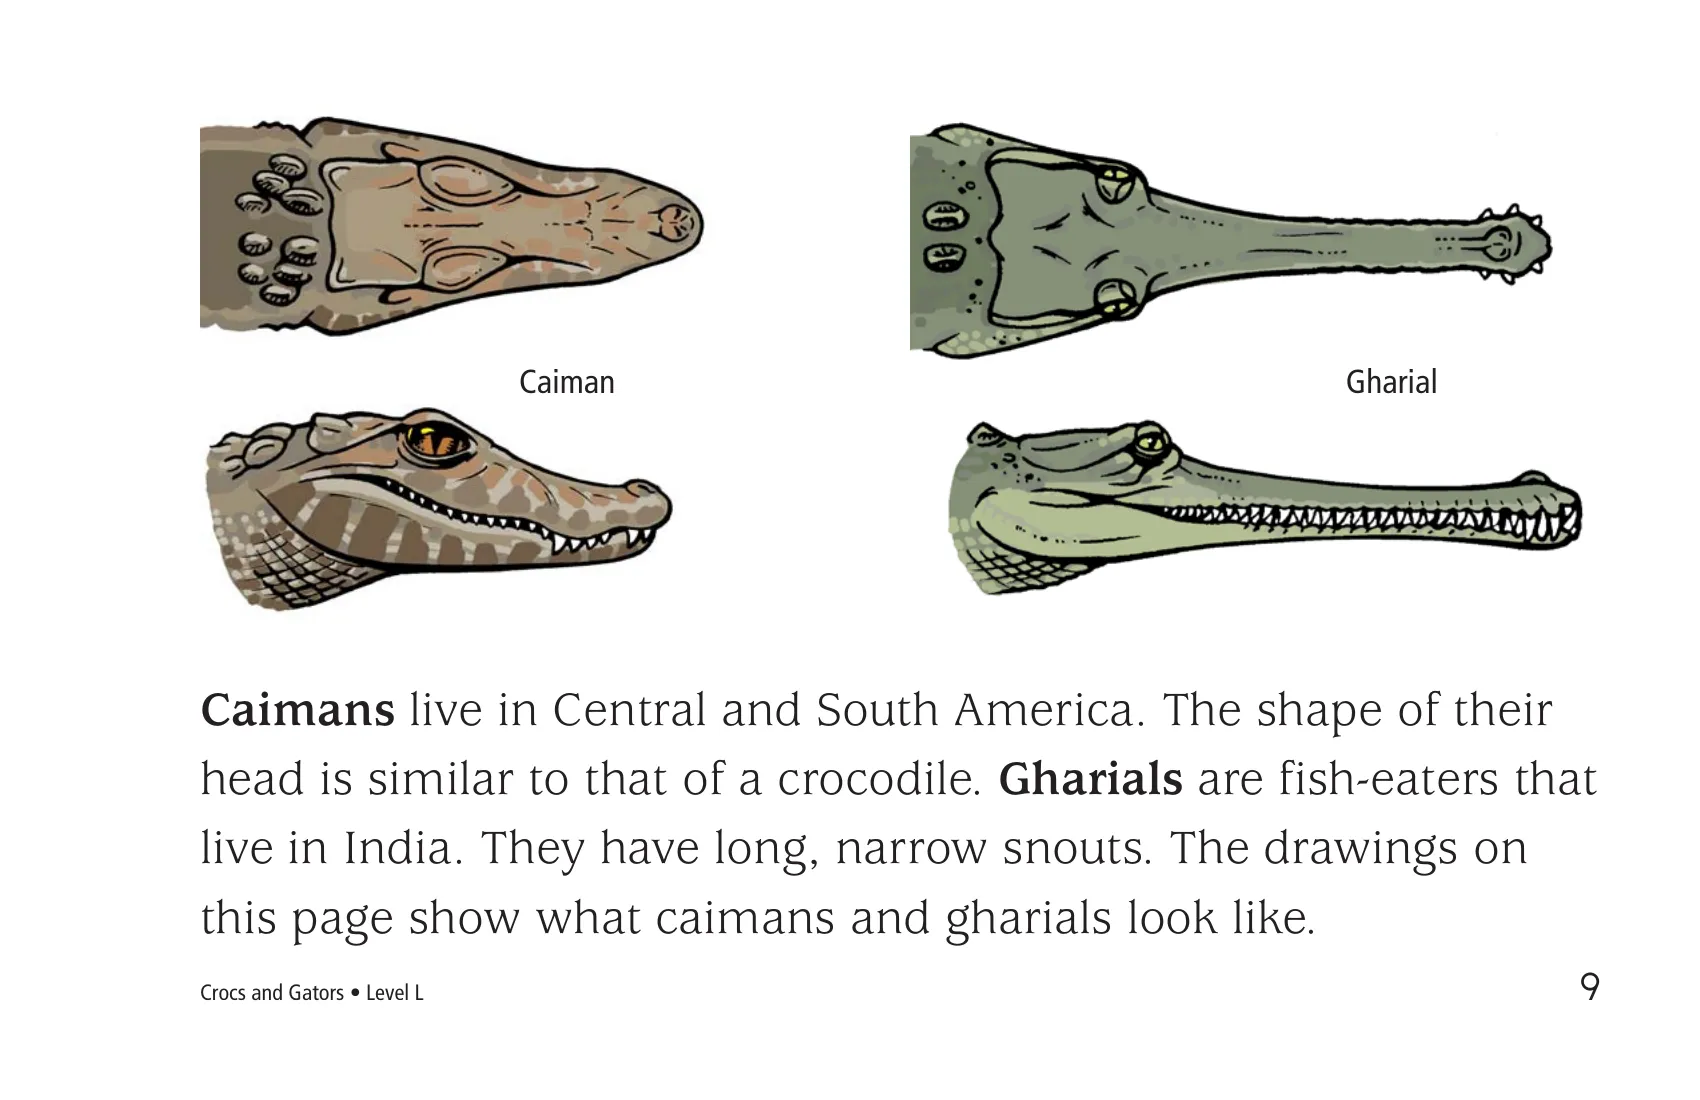 Caiman
Gharial
Caimans live in Central and South America. The shape of their
head is similar to that of a crocodile. Gharials are fish-eaters that
live in India. They have long, narrow snouts. The drawings on
this page show what caimans and gharials look like.
Crocs and Gators • Level L
9